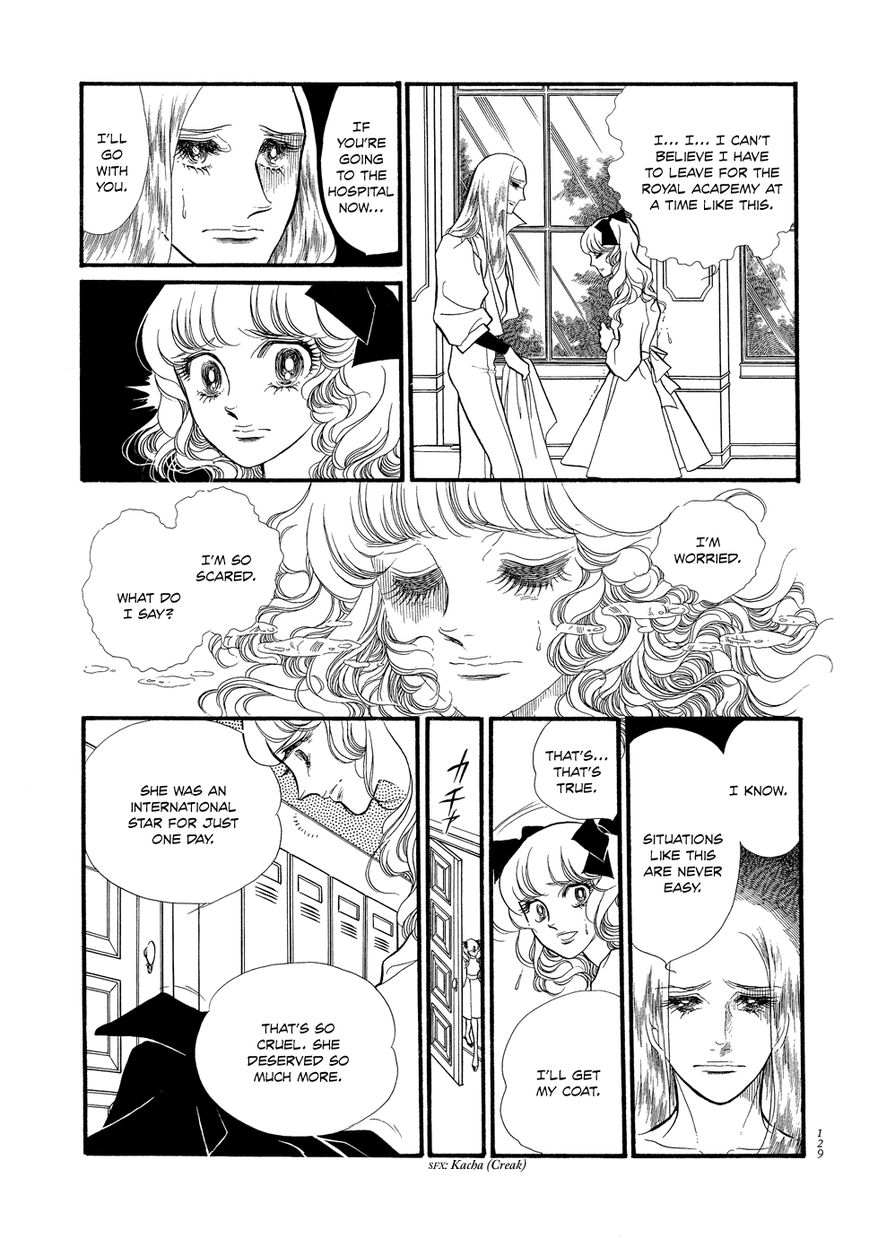 I... I... I CAN'T
BELIEVE I HAVE
TO LEAVE FOR THE
ROYAL ACADEMY AT
A TIME LIKE THIS.
IF
YOU'RE
GOING
TO THE
HOSPITAL
NOW...
I'LL
GO
WITH
YOU.
I'M
WORRIED.
I'M SO
SCARED.
WHAT DO
I SAY?
I KNOW.
SITUATIONS
LIKE THIS
ARE NEVER
EASY.
THAT'S...
THAT'S
TRUE.
I'LL GET
MY COAT.
カチャ
SHE WAS AN
INTERNATIONAL
STAR FOR JUST
ONE DAY.
THAT'S SO
CRUEL. SHE
DESERVED SO
MUCH MORE.
SFX: Kacha (Creak)
129